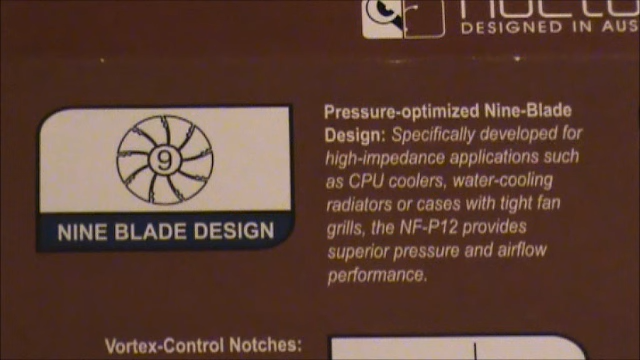 DESIGNED IN AUS
Pressure-optimized Nine-Blade
Design: Specifically developed for
high-impedance applications such
as CPU coolers, water-cooling
radiators or cases with tight fan
grills, the NF-P12 provides
superior pressure and airflow
performance.
9
NINE BLADE DESIGN
Vortex-Control Notches: